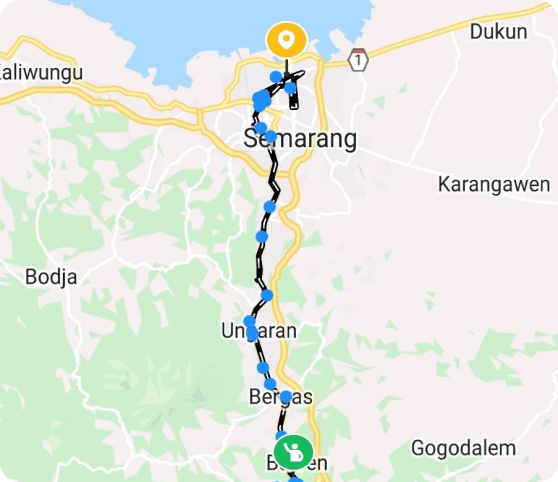 Dukun
Kaliwungu
1
Semarang
Karangawen
Bodja
Ungaran
Bergas
Gogodalem